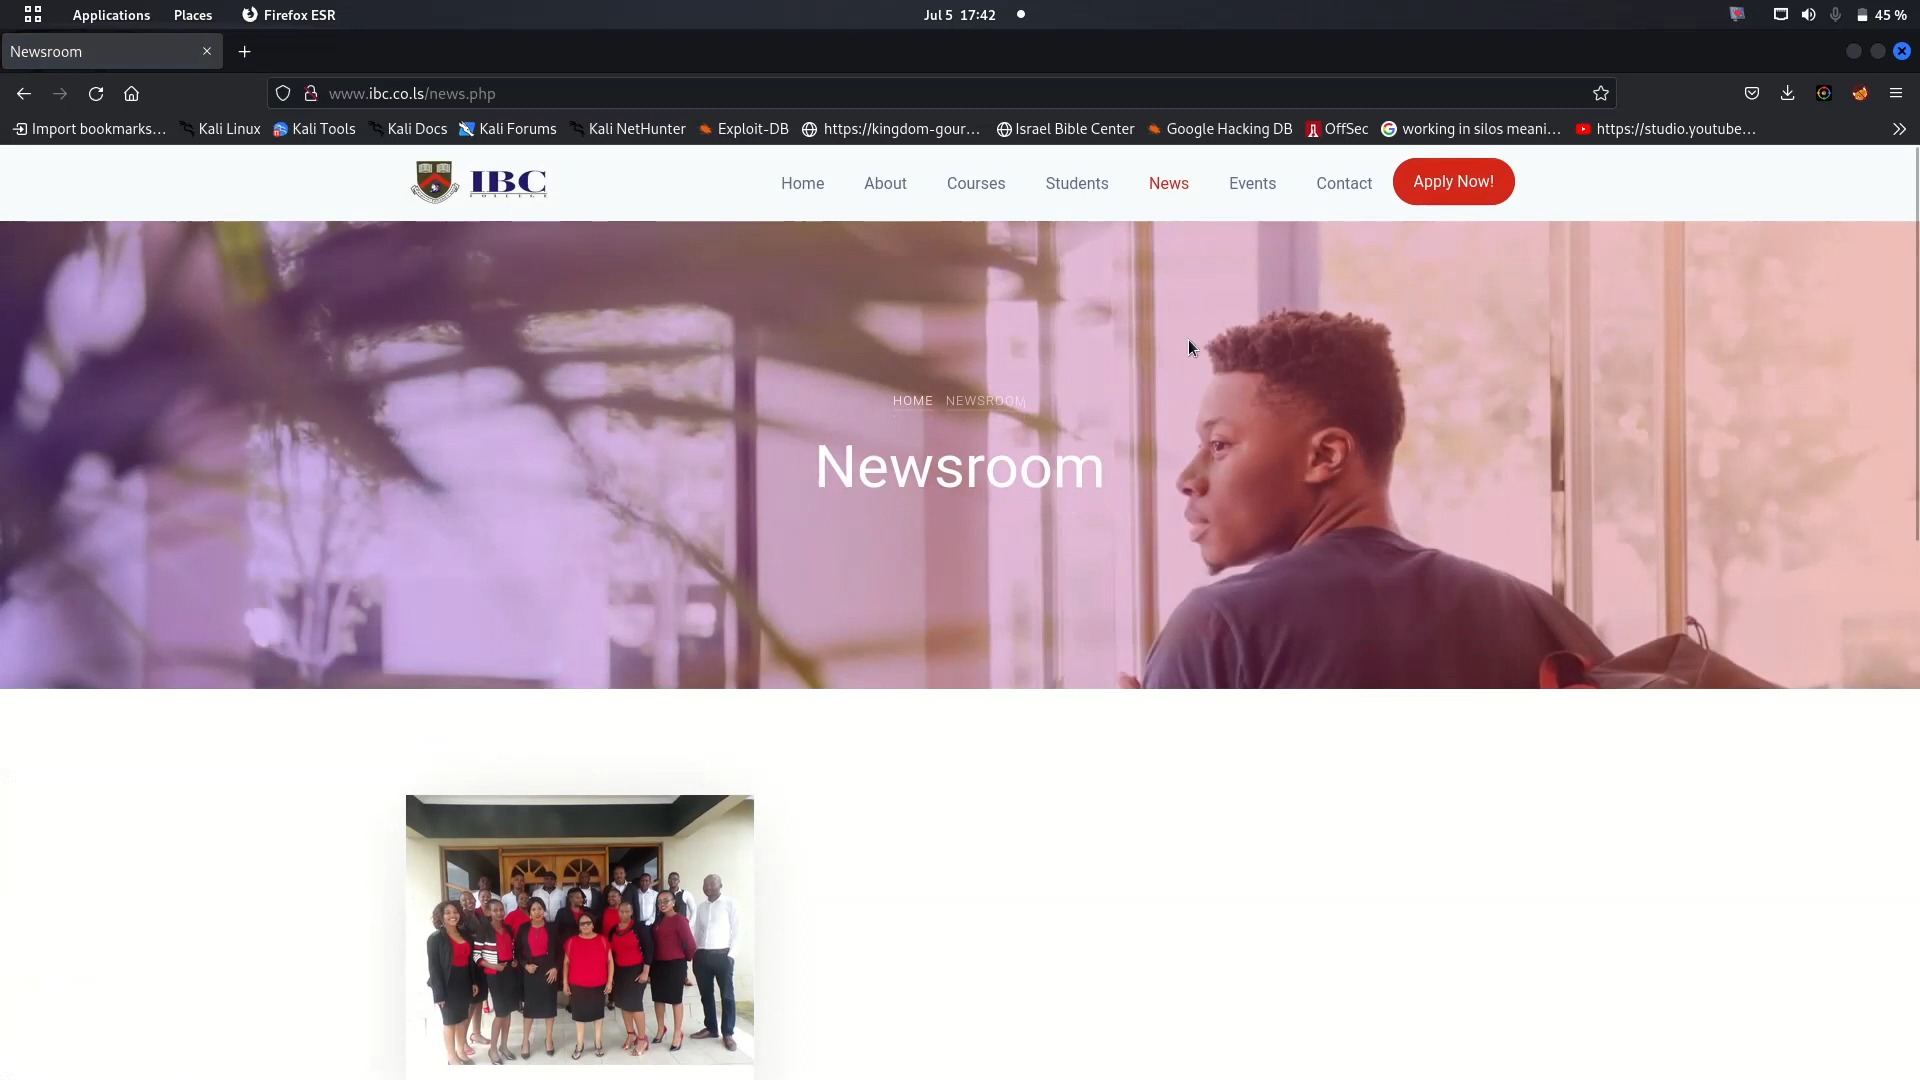 Applications Places Firefox ESR Jul 5 17:42 45 %
Newsroom
www.ibc.co.ls/news.php
Import bookmarks... Kali Linux Kali Tools Kali Docs Kali Forums Kali NetHunter Exploit-DB https://kingdom-gour... Israel Bible Center Google Hacking DB OffSec working in silos meani... https://studio.youtube...
IBC
COLLEGE
Home About Courses Students News Events Contact Apply Now!
HOME NEWSROOM
Newsroom